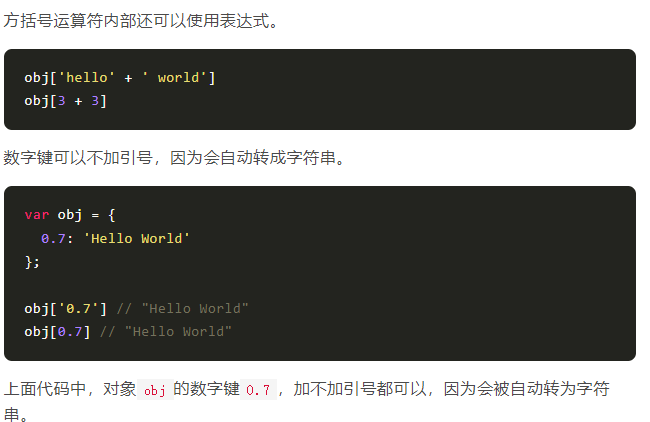 方括号运算符内部还可以使用表达式。
obj['hello' + ' world']
obj[3 + 3]
数字键可以不加引号，因为会自动转成字符串。
var obj = {
  0.7: 'Hello World'
};
obj['0.7'] // "Hello World"
obj[0.7] // "Hello World"
上面代码中，对象 obj 的数字键 0.7，加不加引号都可以，因为会被自动转为字符
串。